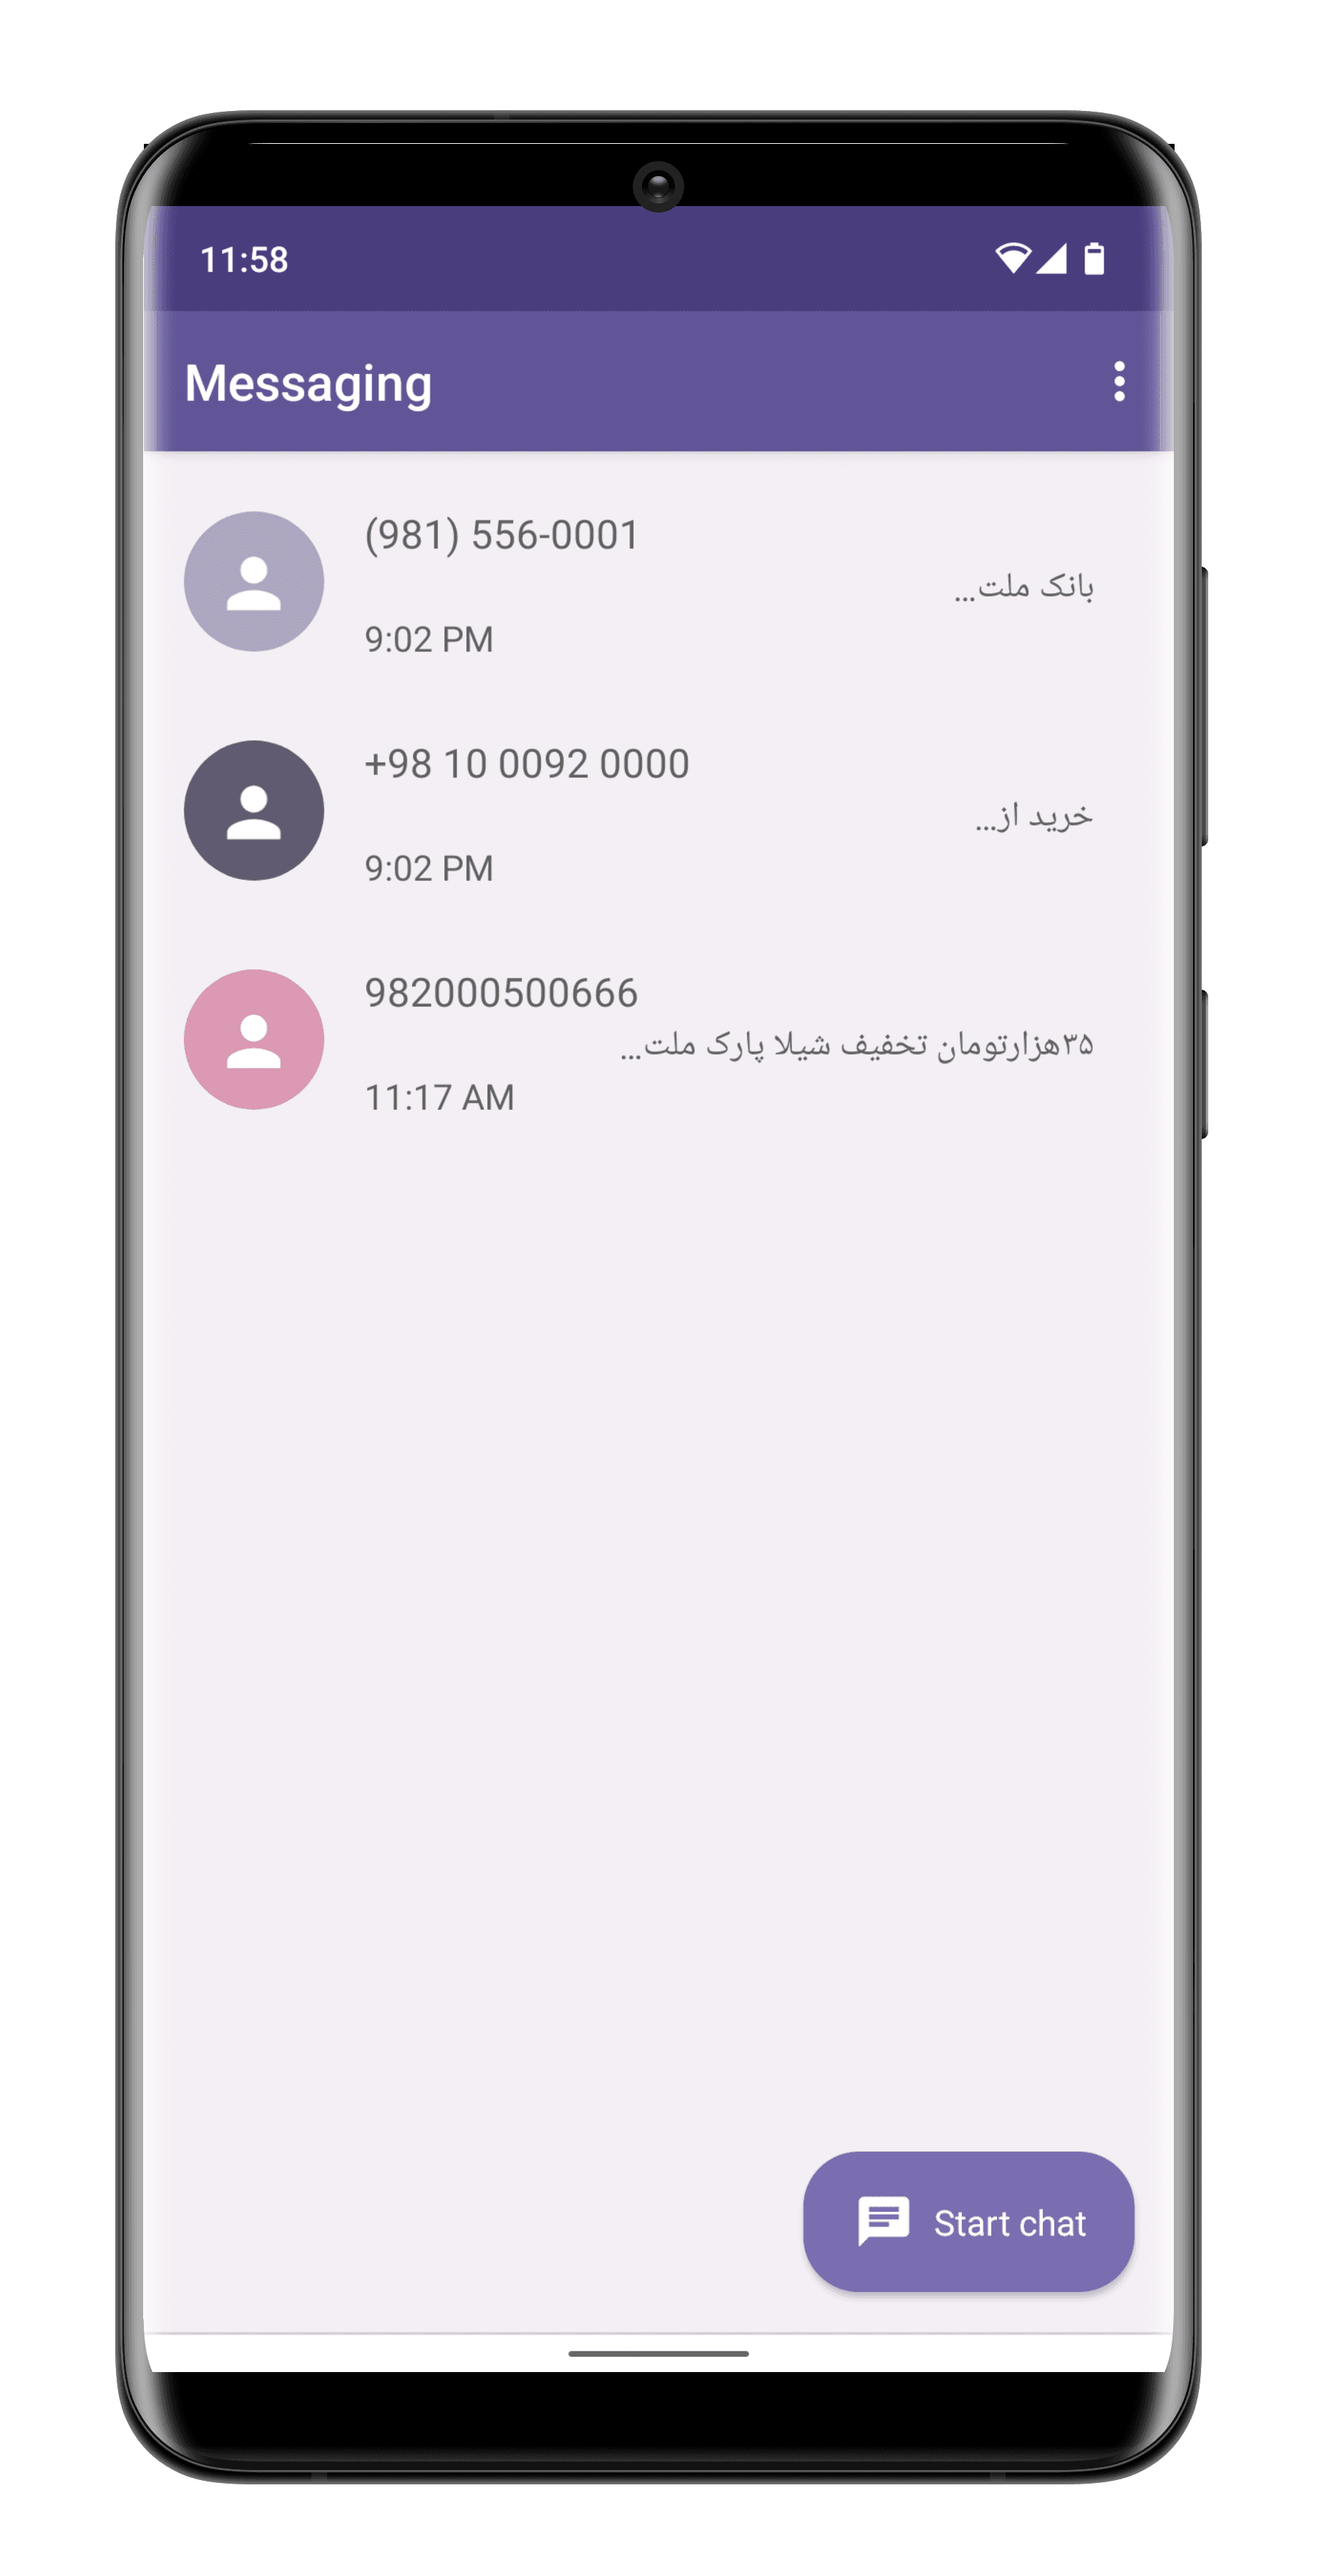 11:58
Messaging
(981) 556-0001
بانک ملت...
9:02 PM
+98 10 0092 0000
خرید از...
9:02 PM
982000500666
۳۵هزارتومان تخفیف شیلا پارک ملت...
11:17 AM
Start chat